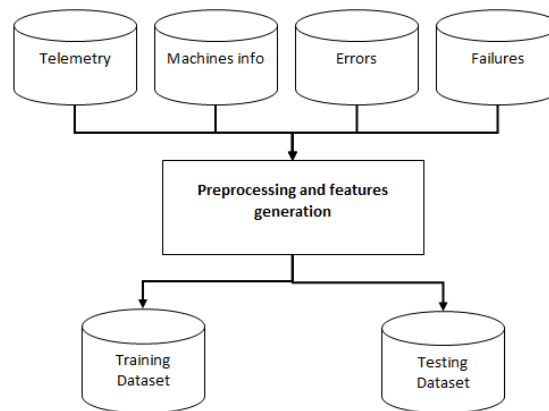 Telemetry
Machines info
Errors
Failures
Preprocessing and features
generation
Training
Dataset
Testing
Dataset